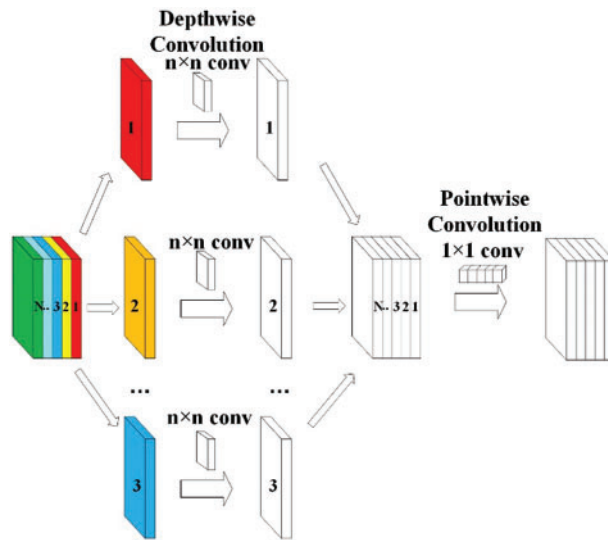 Depthwise
Convolution
n×n conv
1
1
Pointwise
Convolution
1×1 conv
n×n conv
N.. 3 2 1
2
2
N.. 3 2 1
... ...
n×n conv
3
3